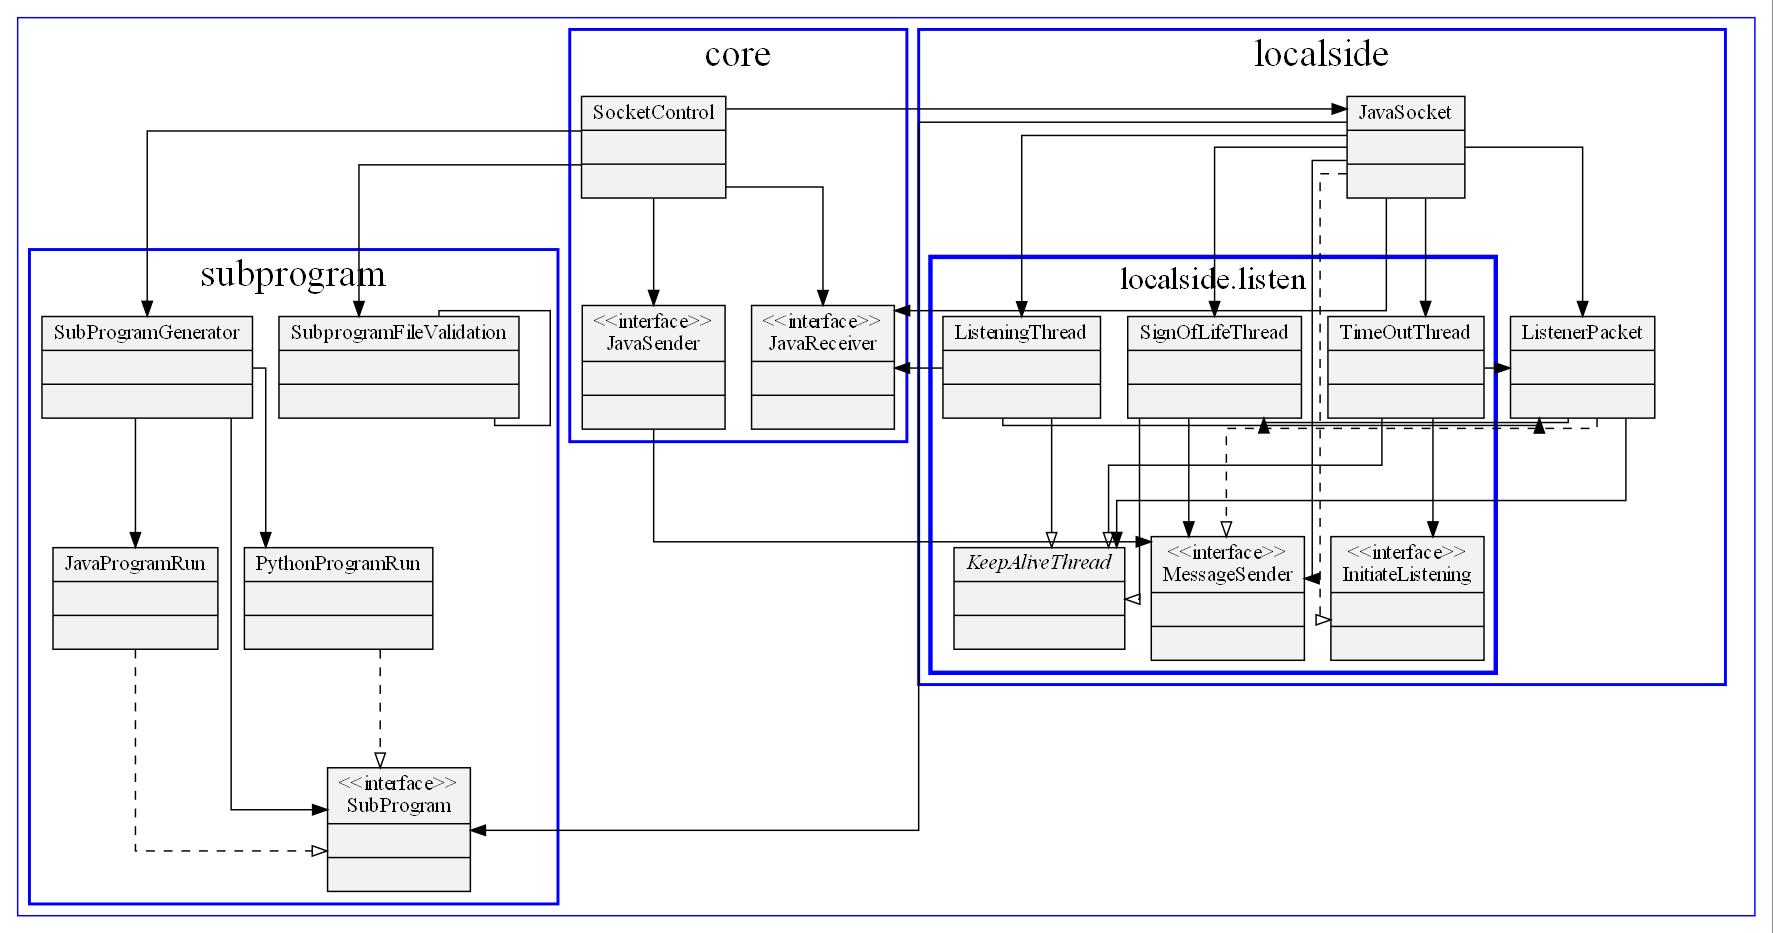 core
localside
SocketControl
JavaSocket
subprogram
localside.listen
SubProgramGenerator
SubprogramFileValidation
<<interface>>
JavaSender
<<interface>>
JavaReceiver
ListeningThread
SignOfLifeThread
TimeOutThread
ListenerPacket
JavaProgramRun
PythonProgramRun
KeepAliveThread
<<interface>>
MessageSender
<<interface>>
InitiateListening
<<interface>>
SubProgram